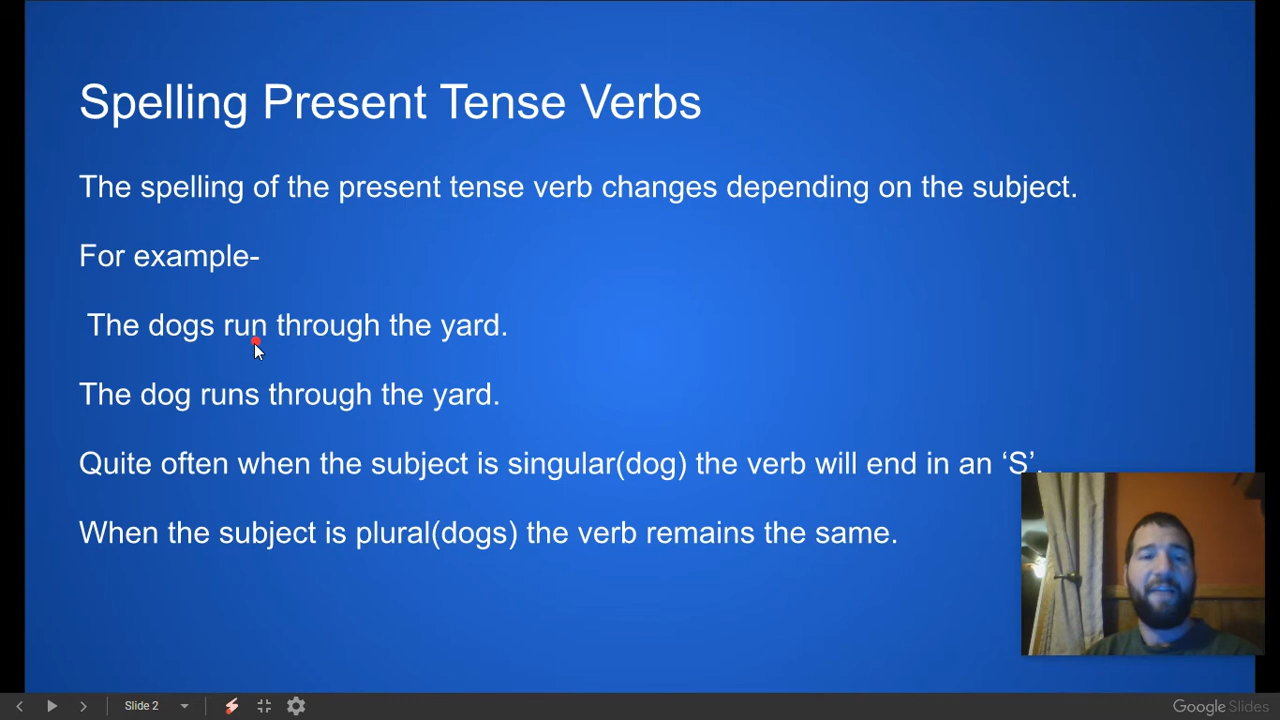 Spelling Present Tense Verbs
The spelling of the present tense verb changes depending on the subject.
For example-
The dogs run through the yard.
The dog runs through the yard.
Quite often when the subject is singular(dog) the verb will end in an ‘S’.
When the subject is plural(dogs) the verb remains the same.
Slide 2
Google Slides